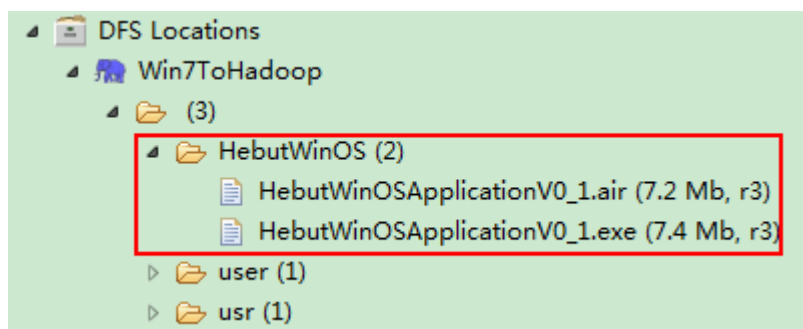 DFS Locations
Win7ToHadoop
(3)
HebutWinOS (2)
HebutWinOSApplicationV0_1.air (7.2 Mb, r3)
HebutWinOSApplicationV0_1.exe (7.4 Mb, r3)
user (1)
usr (1)